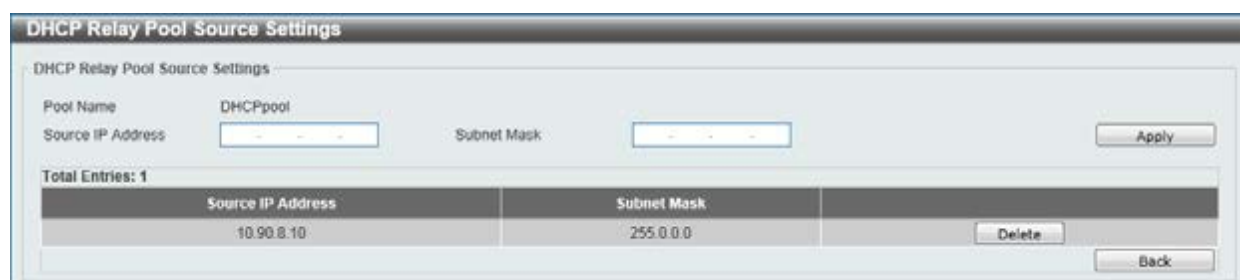 DHCP Relay Pool Source Settings
DHCP Relay Pool Source Settings
Pool Name DHCPpool
Source IP Address . . . Subnet Mask . . . Apply
Total Entries: 1
Source IP Address Subnet Mask
10.90.8.10 255.0.0.0 Delete
Back